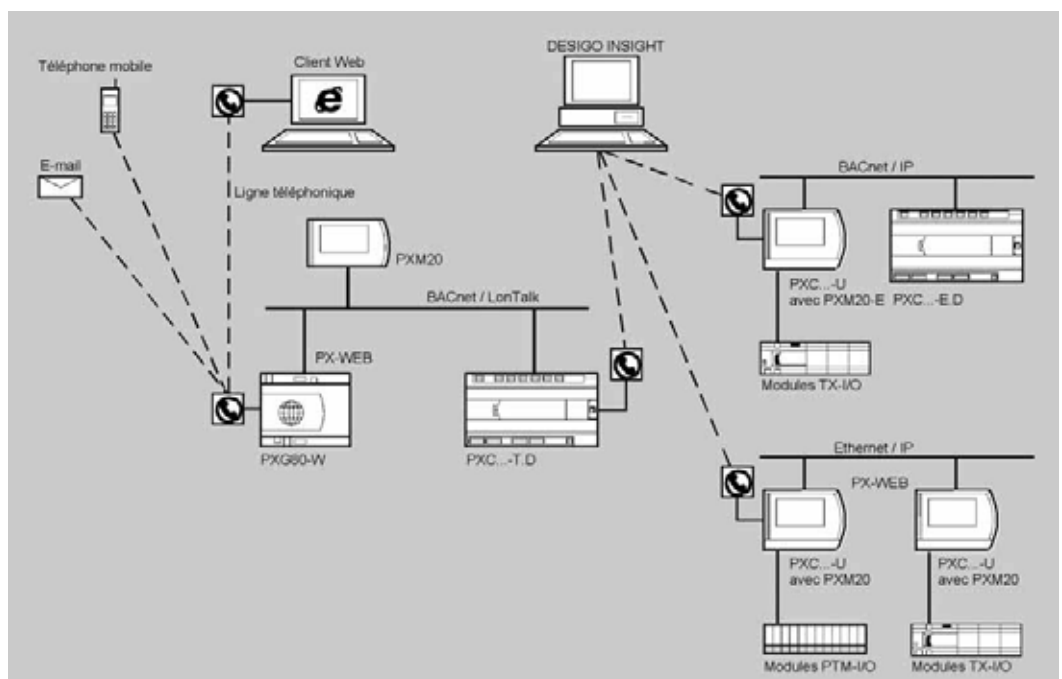 DESIGO INSIGHT
Téléphone mobile
Client Web
E-mail
Ligne téléphonique
BACnet / IP
PXM20
PXC...-U
avec PXM20-E
PXC...-E.D
BACnet / LonTalk
PX-WEB
Modules TX-I/O
PXG80-W
PXC...-T.D
Ethernet / IP
PX-WEB
PXC...-U
avec PXM20
PXC...-U
avec PXM20
Modules PTM-I/O
Modules TX-I/O